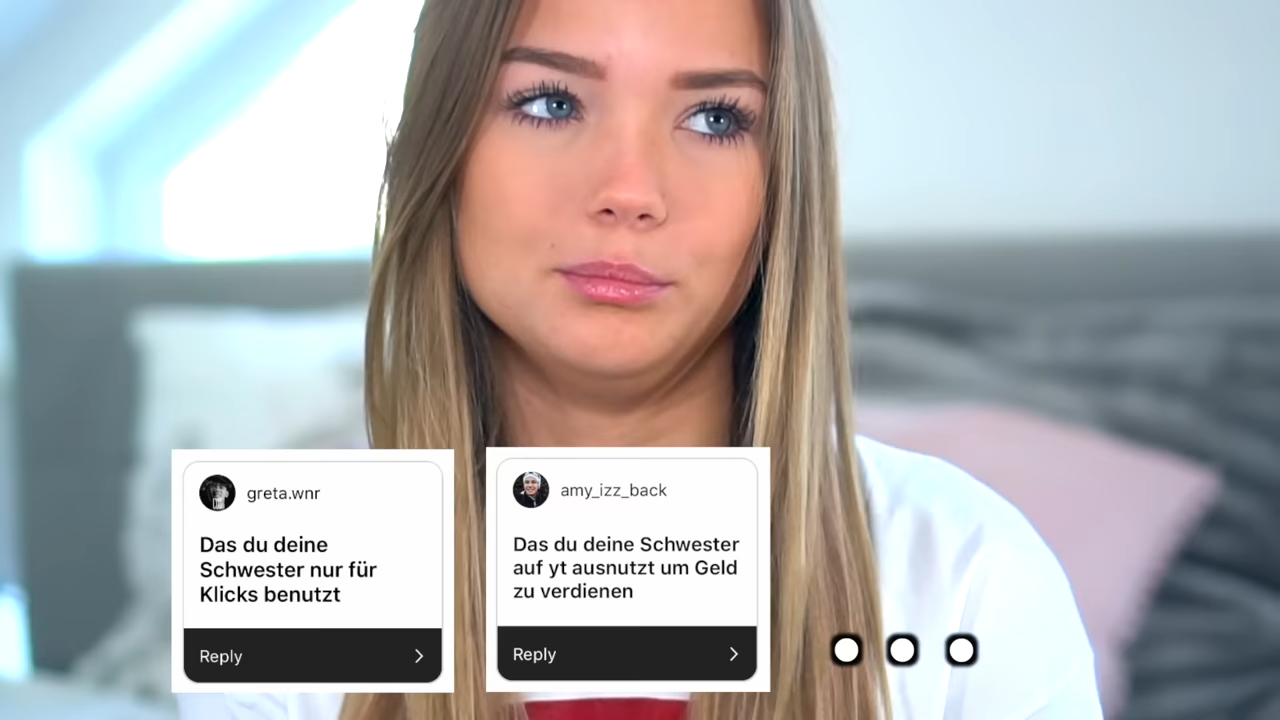 greta.wnr
Das du deine
Schwester nur für
Klicks benutzt
Reply
amy_izz_back
Das du deine Schwester
auf yt ausnutzt um Geld
zu verdienen
Reply